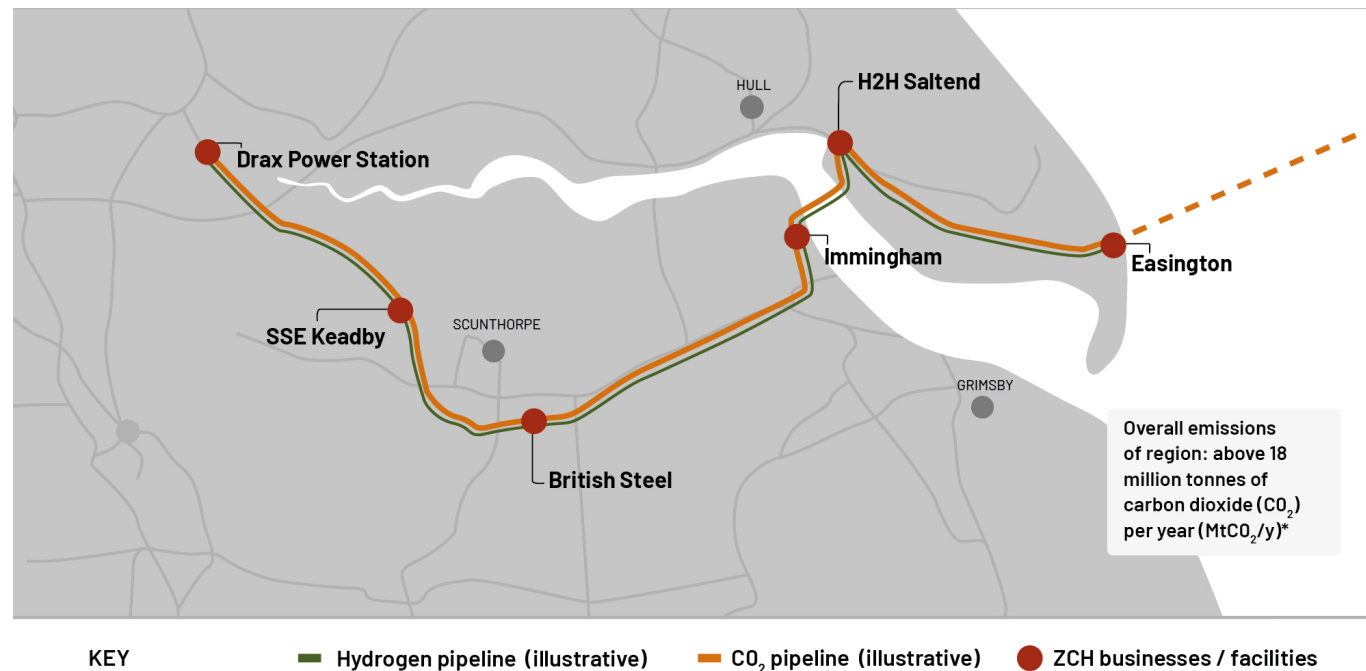 HULL
H2H Saltend
Drax Power Station
Immingham
Easington
SSE Keadby
SCUNTHORPE
GRIMSBY
British Steel
Overall emissions
of region: above 18
million tonnes of
carbon dioxide (CO₂)
per year (MtCO₂/y)*
KEY
Hydrogen pipeline (illustrative)
CO₂ pipeline (illustrative)
ZCH businesses / facilities